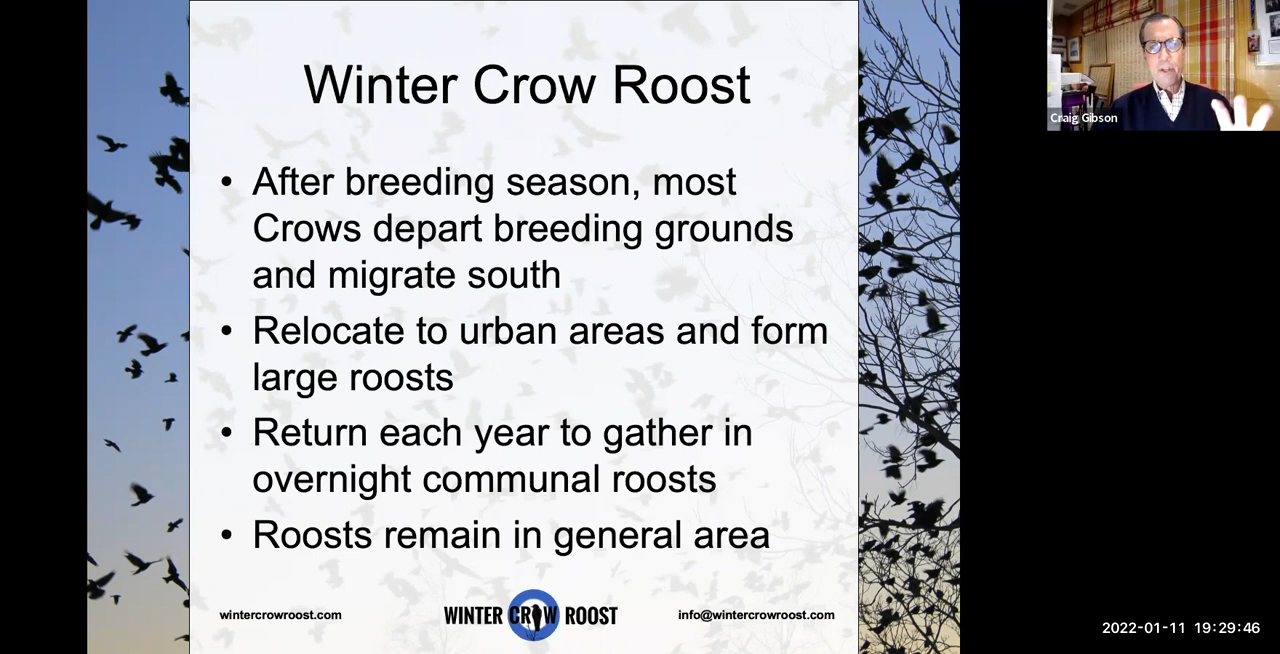 Winter Crow Roost
• After breeding season, most
Crows depart breeding grounds
and migrate south
• Relocate to urban areas and form
large roosts
• Return each year to gather in
overnight communal roosts
• Roosts remain in general area
wintercrowroost.com
WINTER CROW ROOST
info@wintercrowroost.com
Craig Gibson
2022-01-11 19:29:46